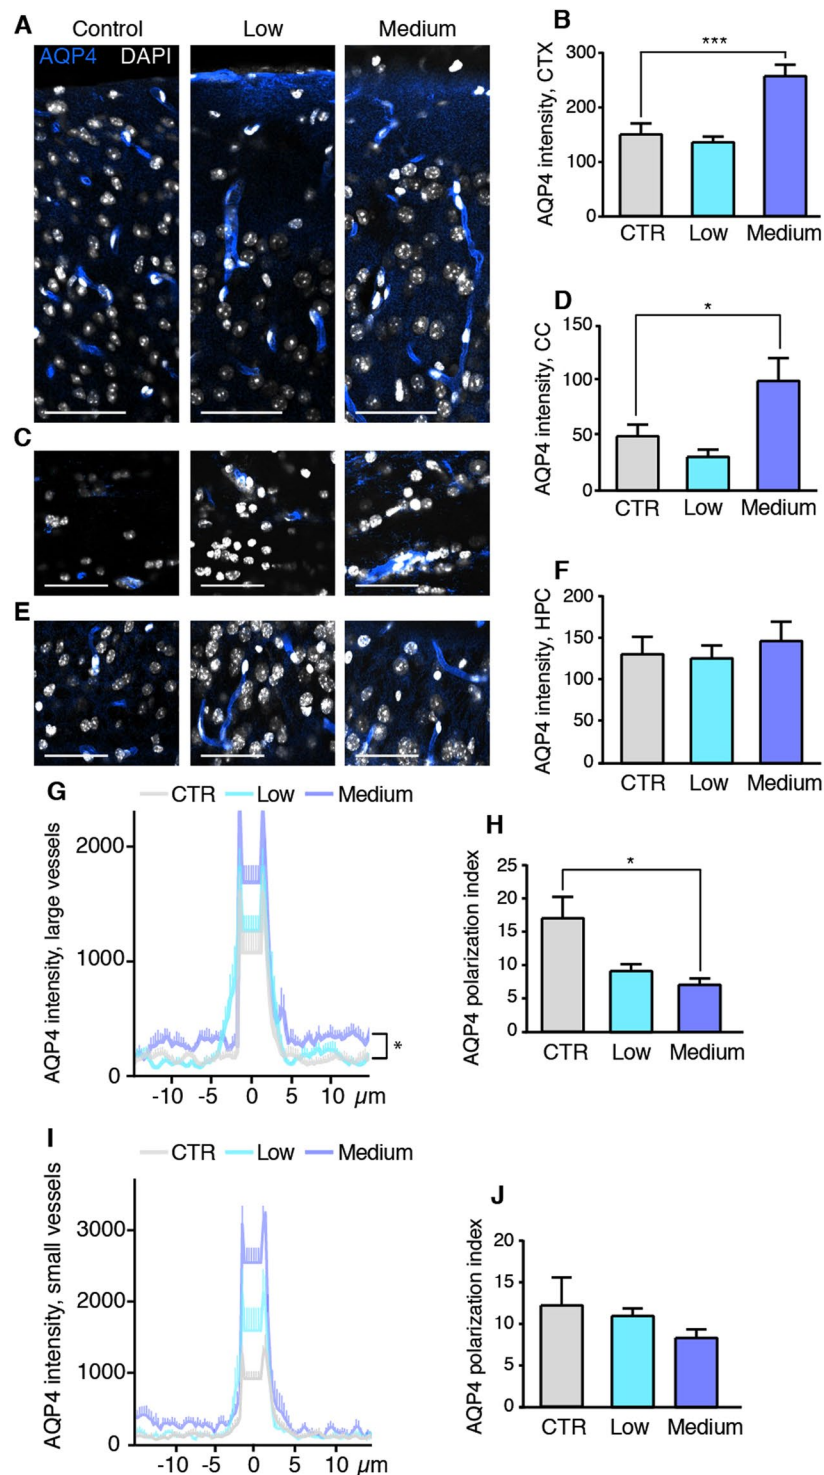 A
Control Low Medium
AQP4 DAPI
B
AQP4 intensity, CTX
300
200
100
0
***
CTR Low Medium
C
D
AQP4 intensity, CC
150
100
50
0
*
CTR Low Medium
E
F
AQP4 intensity, HPC
200
150
100
50
0
CTR Low Medium
G
CTR Low Medium
AQP4 intensity, large vessels
2000
1000
0
*
-10 -5 0 5 10 µm
H
AQP4 polarization index
25
20
15
10
5
0
*
CTR Low Medium
I
CTR Low Medium
AQP4 intensity, small vessels
3000
2000
1000
0
-10 -5 0 5 10 µm
J
AQP4 polarization index
20
15
10
5
0
CTR Low Medium